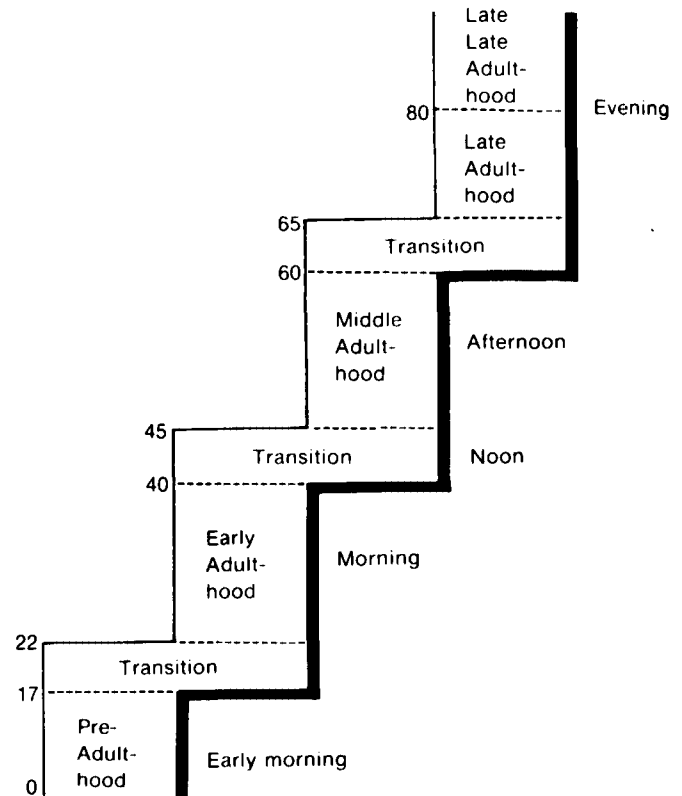 Late
Late
Adult-
hood
80
Evening
Late
Adult-
hood
65
Transition
60
Middle
Adult-
hood
Afternoon
45
Transition
Noon
40
Early
Adult-
hood
Morning
22
Transition
17
Pre-
Adult-
hood
Early morning
0